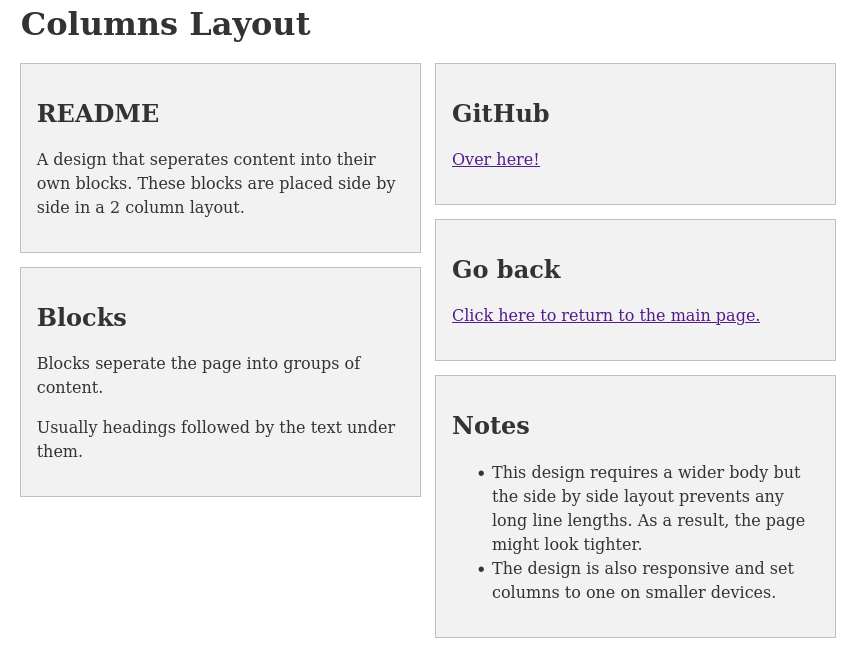 Columns Layout
README
A design that seperates content into their
own blocks. These blocks are placed side by
side in a 2 column layout.
Blocks
Blocks seperate the page into groups of
content.
Usually headings followed by the text under
them.
GitHub
Over here!
Go back
Click here to return to the main page.
Notes
• This design requires a wider body but
the side by side layout prevents any
long line lengths. As a result, the page
might look tighter.
• The design is also responsive and set
columns to one on smaller devices.